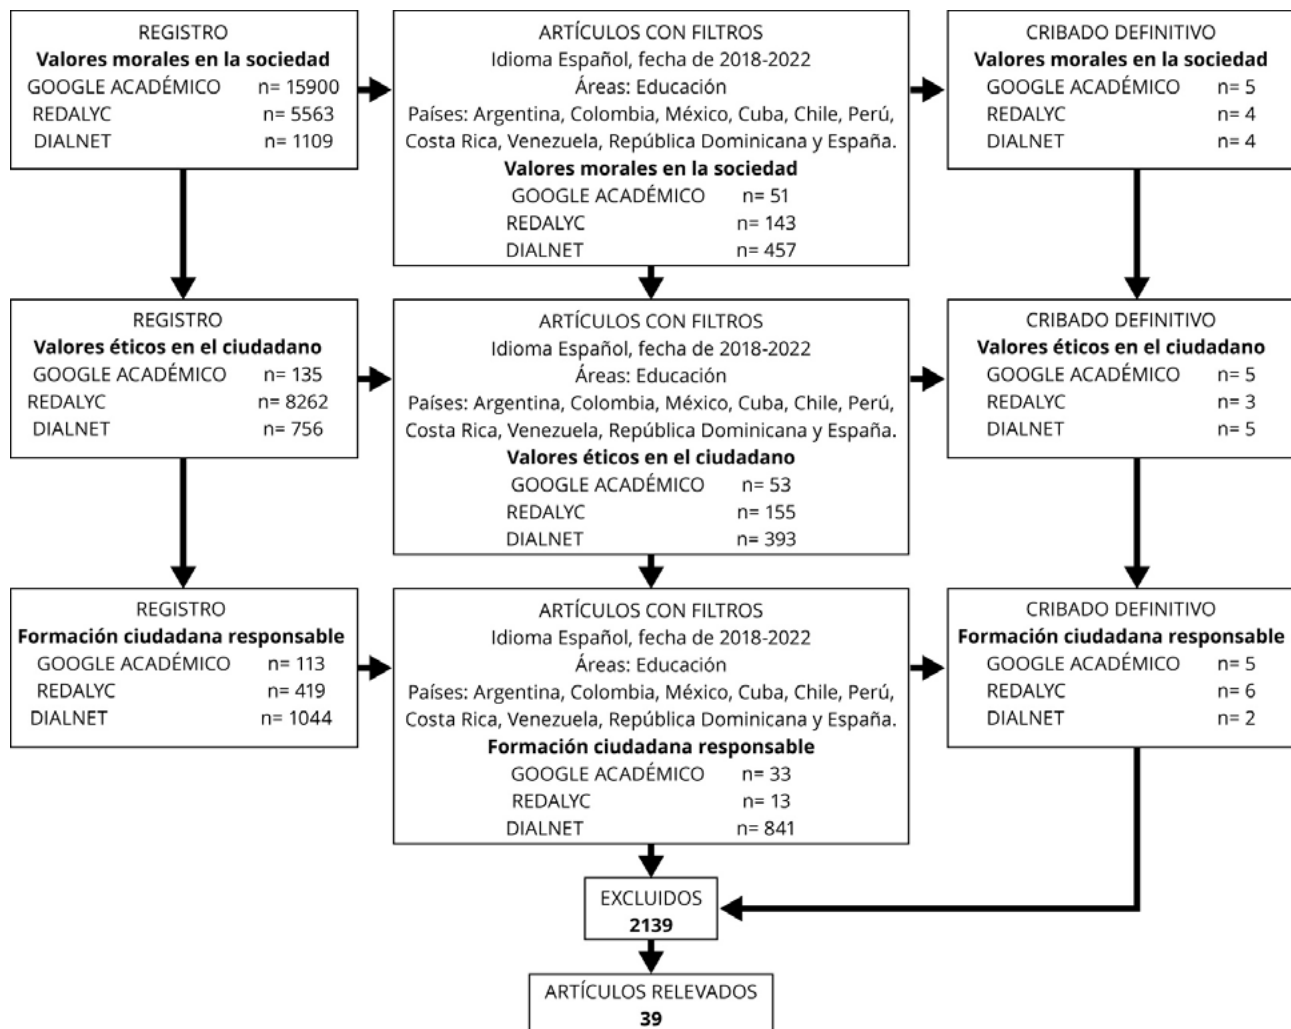 REGISTRO
Valores morales en la sociedad
GOOGLE ACADÉMICO n= 15900
REDALYC n= 5563
DIALNET n= 1109
ARTÍCULOS CON FILTROS
Idioma Español, fecha de 2018-2022
Áreas: Educación
Países: Argentina, Colombia, México, Cuba, Chile, Perú,
Costa Rica, Venezuela, República Dominicana y España.
Valores morales en la sociedad
GOOGLE ACADÉMICO n= 51
REDALYC n= 143
DIALNET n= 457
CRIBADO DEFINITIVO
Valores morales en la sociedad
GOOGLE ACADÉMICO n= 5
REDALYC n= 4
DIALNET n= 4
REGISTRO
Valores éticos en el ciudadano
GOOGLE ACADÉMICO n= 135
REDALYC n= 8262
DIALNET n= 756
ARTÍCULOS CON FILTROS
Idioma Español, fecha de 2018-2022
Áreas: Educación
Países: Argentina, Colombia, México, Cuba, Chile, Perú,
Costa Rica, Venezuela, República Dominicana y España.
Valores éticos en el ciudadano
GOOGLE ACADÉMICO n= 53
REDALYC n= 155
DIALNET n= 393
CRIBADO DEFINITIVO
Valores éticos en el ciudadano
GOOGLE ACADÉMICO n= 5
REDALYC n= 3
DIALNET n= 5
REGISTRO
Formación ciudadana responsable
GOOGLE ACADÉMICO n= 113
REDALYC n= 419
DIALNET n= 1044
ARTÍCULOS CON FILTROS
Idioma Español, fecha de 2018-2022
Áreas: Educación
Países: Argentina, Colombia, México, Cuba, Chile, Perú,
Costa Rica, Venezuela, República Dominicana y España.
Formación ciudadana responsable
GOOGLE ACADÉMICO n= 33
REDALYC n= 13
DIALNET n= 841
CRIBADO DEFINITIVO
Formación ciudadana responsable
GOOGLE ACADÉMICO n= 5
REDALYC n= 6
DIALNET n= 2
EXCLUIDOS
2139
ARTÍCULOS RELEVADOS
39